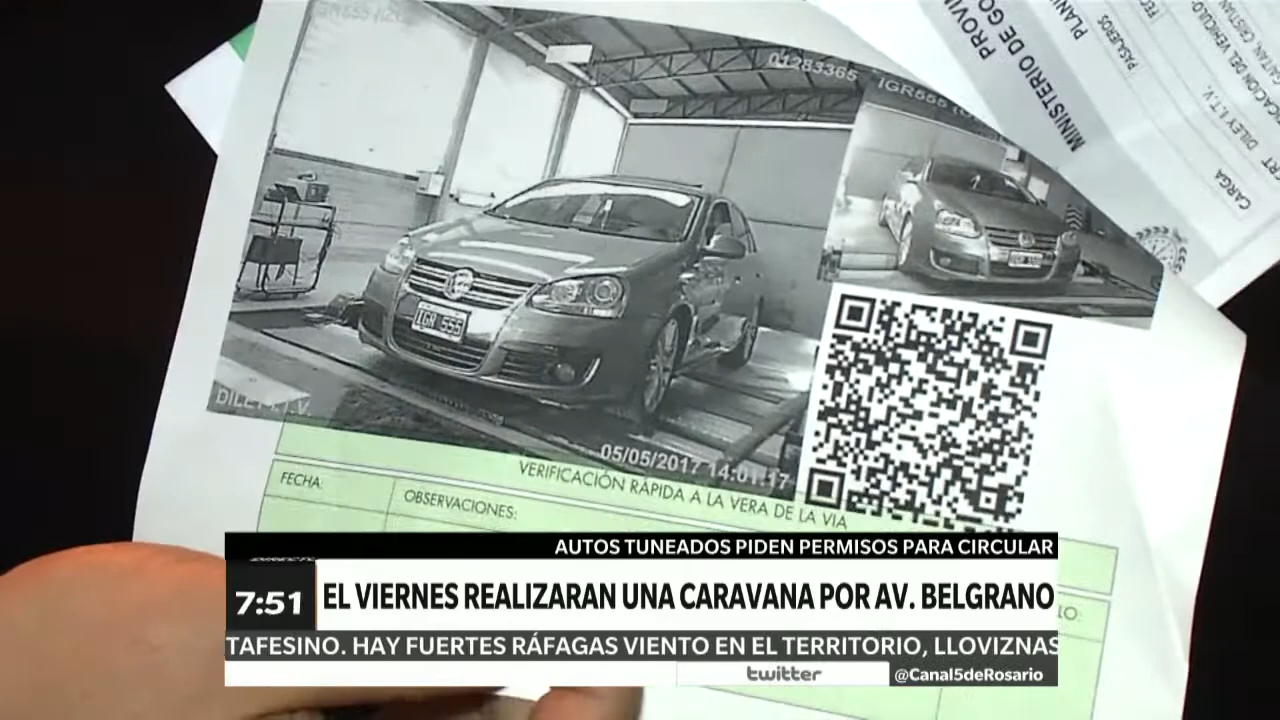 01283365
IGR555
IGR 555
DILEY I.T.V.
05/05/2017 14:01:17
VERIFICACIÓN RÁPIDA A LA VERA DE LA VIA
FECHA:
OBSERVACIONES:
MINISTERIO DE GO
PASAJEROS
CARGA
DILEY I.T.V.
AUTOS TUNEADOS PIDEN PERMISOS PARA CIRCULAR
7:51
EL VIERNES REALIZARAN UNA CARAVANA POR AV. BELGRANO
TAFESINO. HAY FUERTES RÁFAGAS VIENTO EN EL TERRITORIO, LLOVIZNAS
twitter
@Canal5deRosario